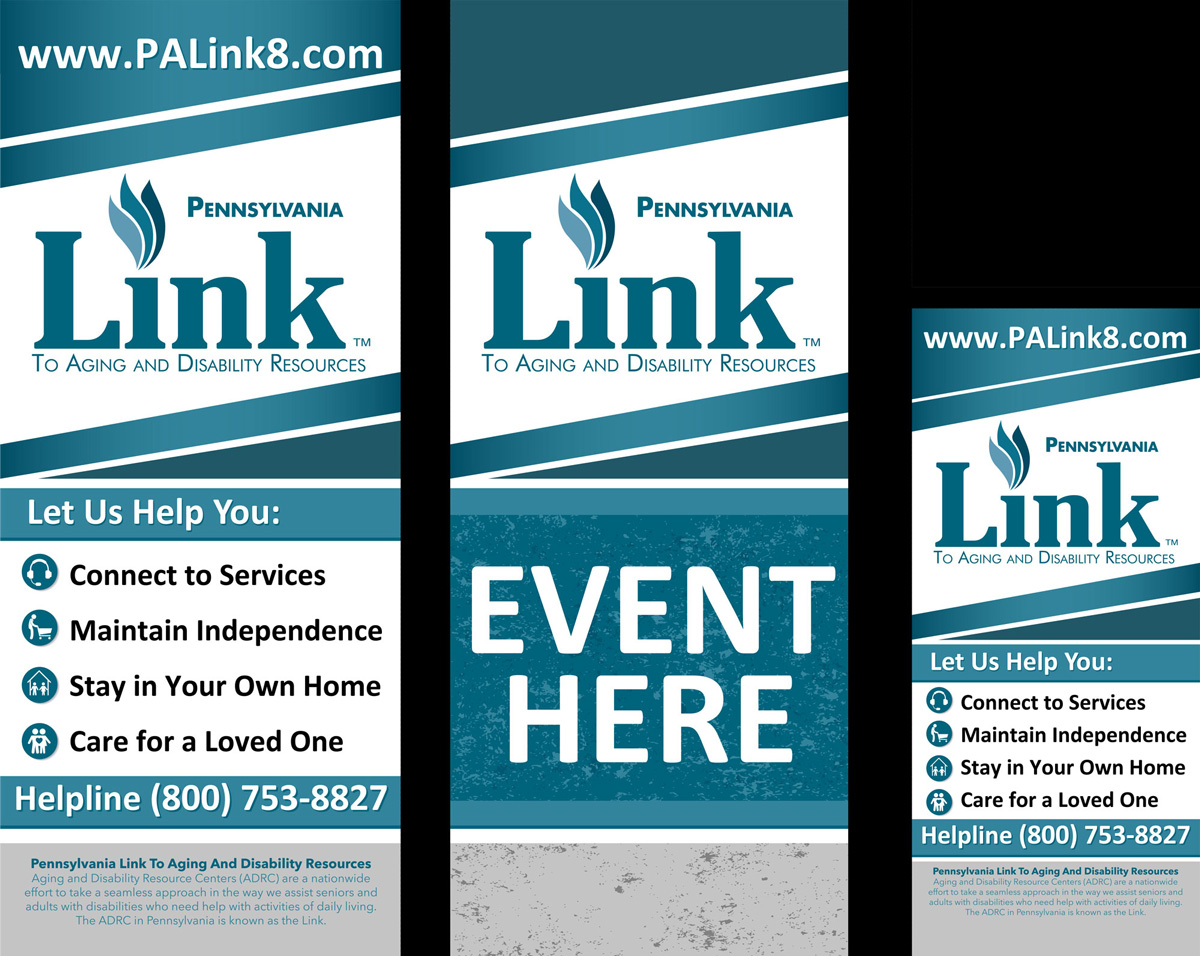 www.PALink8.com
PENNSYLVANIA
Link™
TO AGING AND DISABILITY RESOURCES
Let Us Help You:
Connect to Services
Maintain Independence
Stay in Your Own Home
Care for a Loved One
Helpline (800) 753-8827
Pennsylvania Link To Aging And Disability Resources
Aging and Disability Resource Centers (ADRC) are a nationwide
effort to take a seamless approach in the way we assist seniors and
adults with disabilities who need help with activities of daily living.
The ADRC in Pennsylvania is known as the Link.
PENNSYLVANIA
Link™
TO AGING AND DISABILITY RESOURCES
EVENT
HERE
www.PALink8.com
PENNSYLVANIA
Link™
TO AGING AND DISABILITY RESOURCES
Let Us Help You:
Connect to Services
Maintain Independence
Stay in Your Own Home
Care for a Loved One
Helpline (800) 753-8827
Pennsylvania Link To Aging And Disability Resources
Aging and Disability Resource Centers (ADRC) are a nationwide
effort to take a seamless approach in the way we assist seniors and
adults with disabilities who need help with activities of daily living.
The ADRC in Pennsylvania is known as the Link.